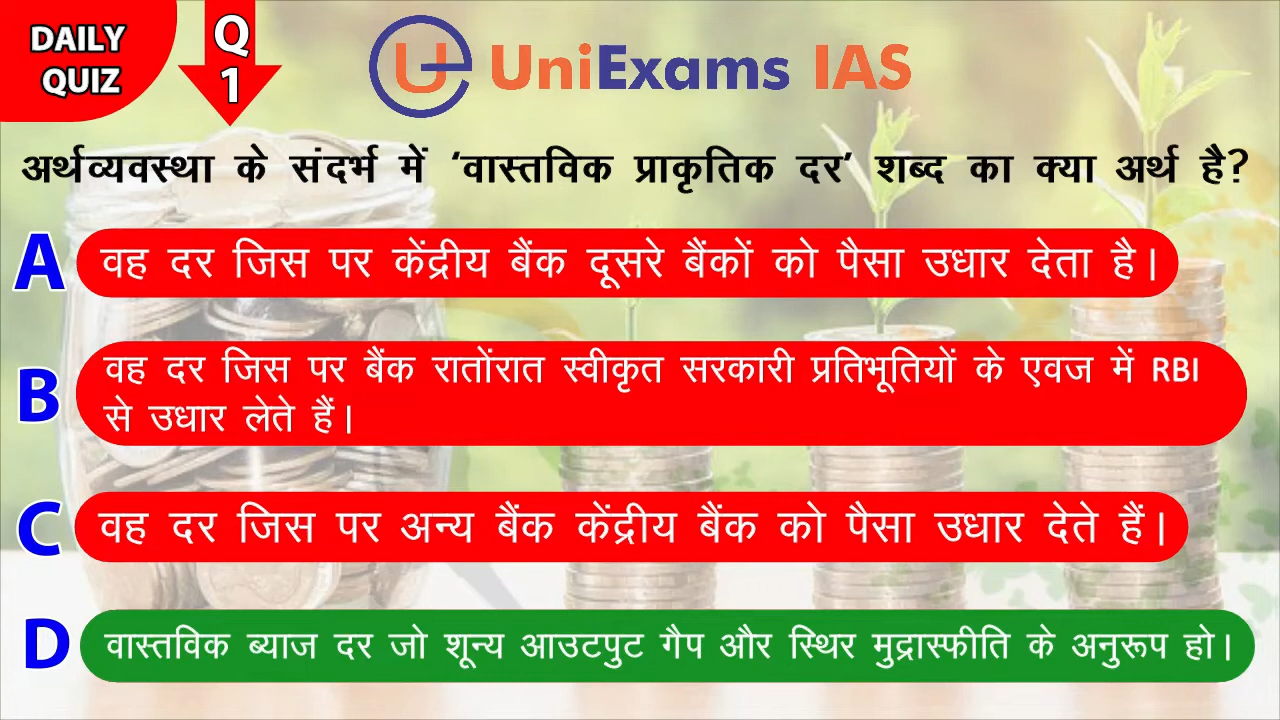 DAILY
QUIZ
Q
1
UniExams IAS
अर्थव्यवस्था के संदर्भ में ‘वास्तविक प्राकृतिक दर’ शब्द का क्या अर्थ है?
A वह दर जिस पर केंद्रीय बैंक दूसरे बैंकों को पैसा उधार देता है।
B वह दर जिस पर बैंक रातोंरात स्वीकृत सरकारी प्रतिभूतियों के एवज में RBI
से उधार लेते हैं।
C वह दर जिस पर अन्य बैंक केंद्रीय बैंक को पैसा उधार देते हैं।
D वास्तविक ब्याज दर जो शून्य आउटपुट गैप और स्थिर मुद्रास्फीति के अनुरूप हो।